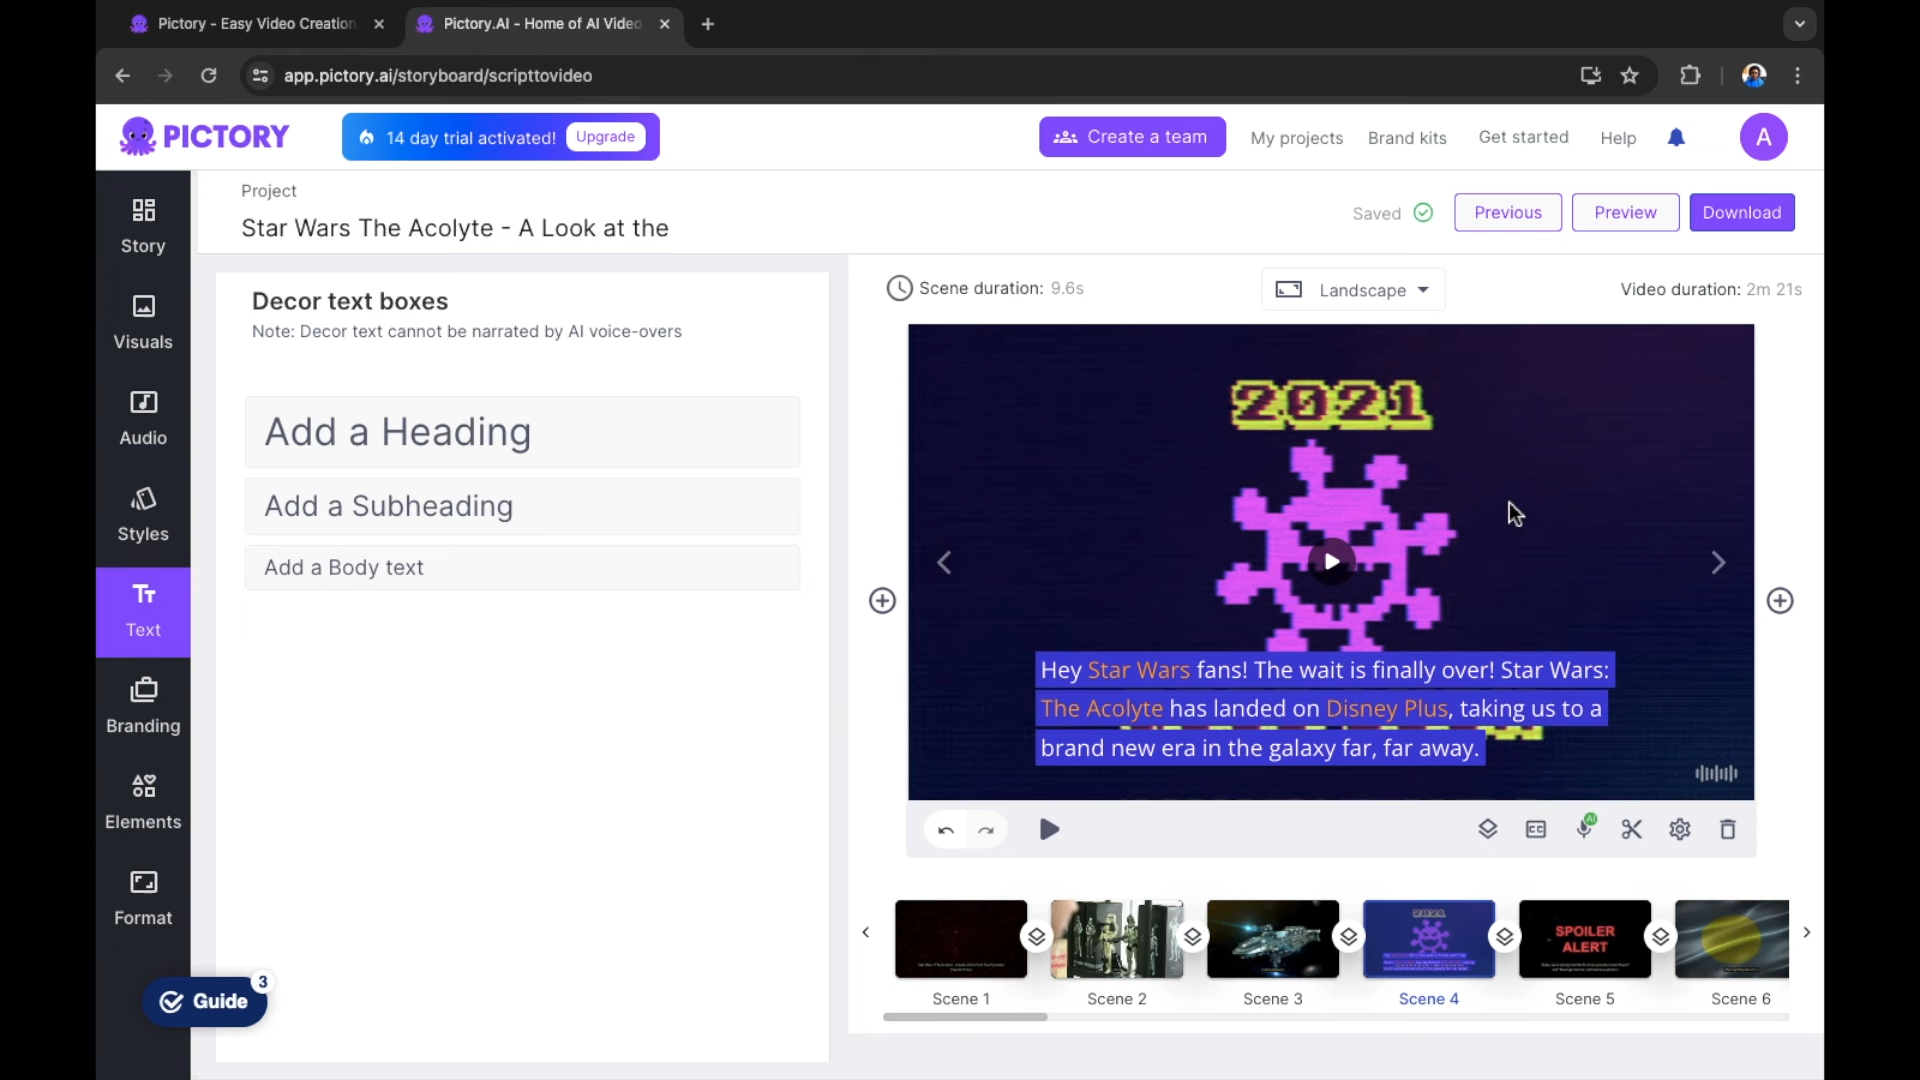 Pictory - Easy Video Creation
Pictory.AI - Home of AI Video
app.pictory.ai/storyboard/scripttovideo
PICTORY
14 day trial activated!
Upgrade
Create a team
My projects
Brand kits
Get started
Help
A
Project
Star Wars The Acolyte - A Look at the
Saved
Previous
Preview
Download
Story
Visuals
Audio
Styles
Text
Branding
Elements
Format
Decor text boxes
Note: Decor text cannot be narrated by AI voice-overs
Add a Heading
Add a Subheading
Add a Body text
Scene duration: 9.6s
Landscape
Video duration: 2m 21s
2021
Hey Star Wars fans! The wait is finally over! Star Wars:
The Acolyte has landed on Disney Plus, taking us to a
brand new era in the galaxy far, far away.
CC
AI
2021
SPOILER
ALERT
Scene 1
Scene 2
Scene 3
Scene 4
Scene 5
Scene 6
Guide
3